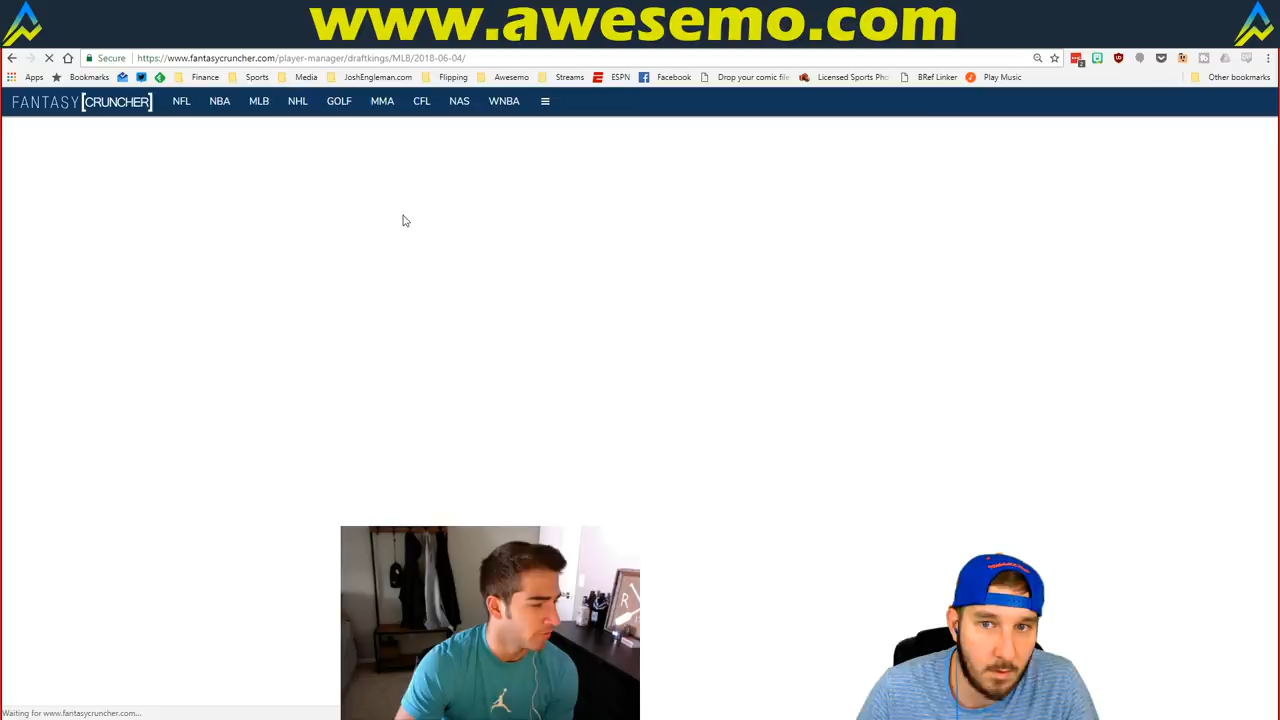 www.awesemo.com
Secure https://www.fantasycruncher.com/player-manager/draftkings/MLB/2018-06-04/
Apps Bookmarks Finance Sports Media JoshEngleman.com Flipping Awesemo Streams ESPN Facebook Drop your comic file Licensed Sports Pho BRef Linker Play Music Other bookmarks
FANTASY[CRUNCHER] NFL NBA MLB NHL GOLF MMA CFL NAS WNBA
R
Waiting for www.fantasycruncher.com...